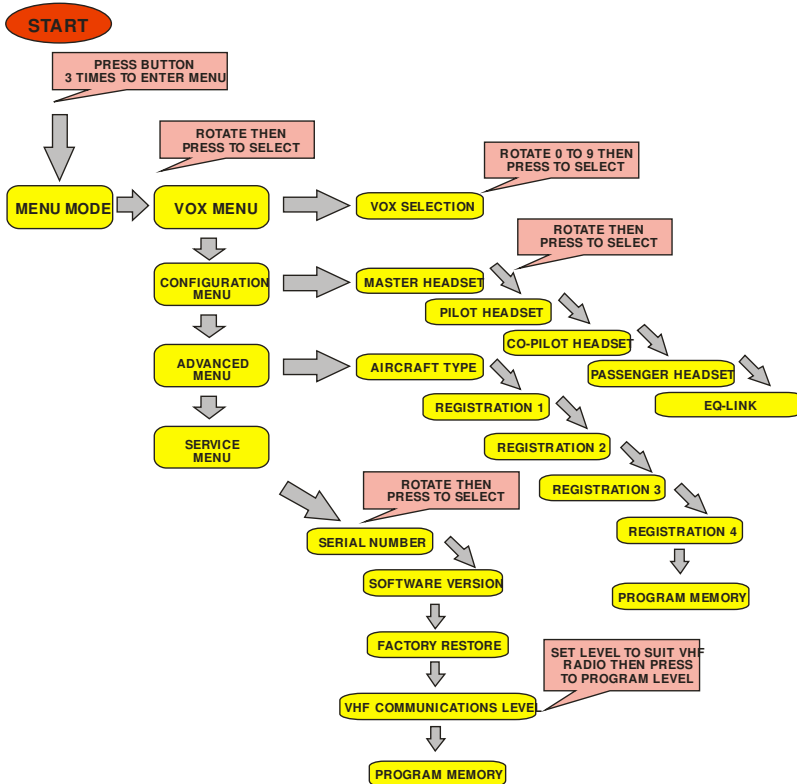 START
PRESS BUTTON
3 TIMES TO ENTER MENU
ROTATE THEN
PRESS TO SELECT
ROTATE 0 TO 9 THEN
PRESS TO SELECT
MENU MODE
VOX MENU
VOX SELECTION
ROTATE THEN
PRESS TO SELECT
CONFIGURATION
MENU
MASTER HEADSET
PILOT HEADSET
CO-PILOT HEADSET
PASSENGER HEADSET
EQ-LINK
ADVANCED
MENU
AIRCRAFT TYPE
REGISTRATION 1
REGISTRATION 2
REGISTRATION 3
REGISTRATION 4
PROGRAM MEMORY
SERVICE
MENU
ROTATE THEN
PRESS TO SELECT
SERIAL NUMBER
SOFTWARE VERSION
FACTORY RESTORE
SET LEVEL TO SUIT VHF
RADIO THEN PRESS
TO PROGRAM LEVEL
VHF COMMUNICATIONS LEVEL
PROGRAM MEMORY